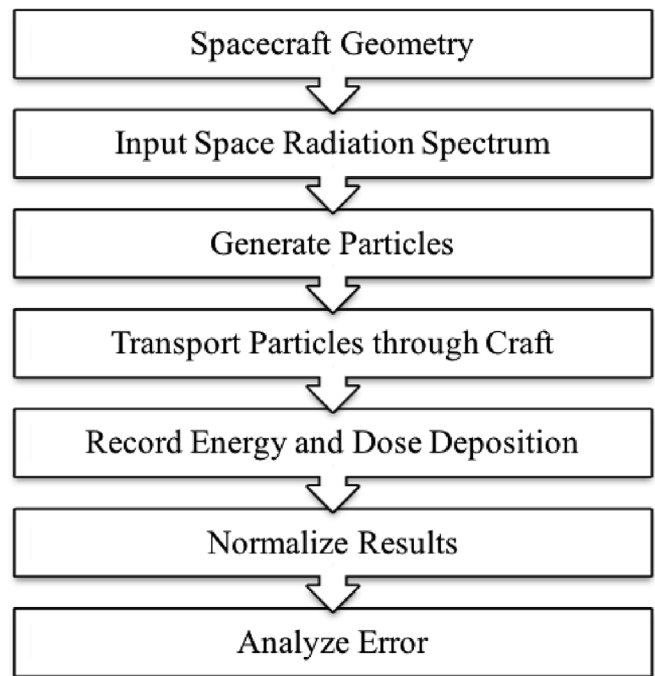 Spacecraft Geometry
Input Space Radiation Spectrum
Generate Particles
Transport Particles through Craft
Record Energy and Dose Deposition
Normalize Results
Analyze Error